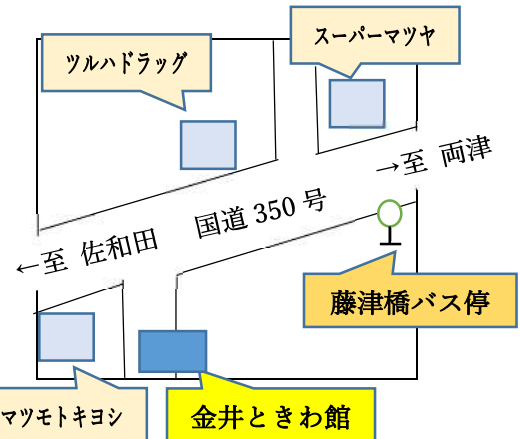 スーパーマツヤ
ツルハドラッグ
→至 両津
国道 350 号
←至 佐和田
藤津橋バス停
マツモトキヨシ
金井ときわ館